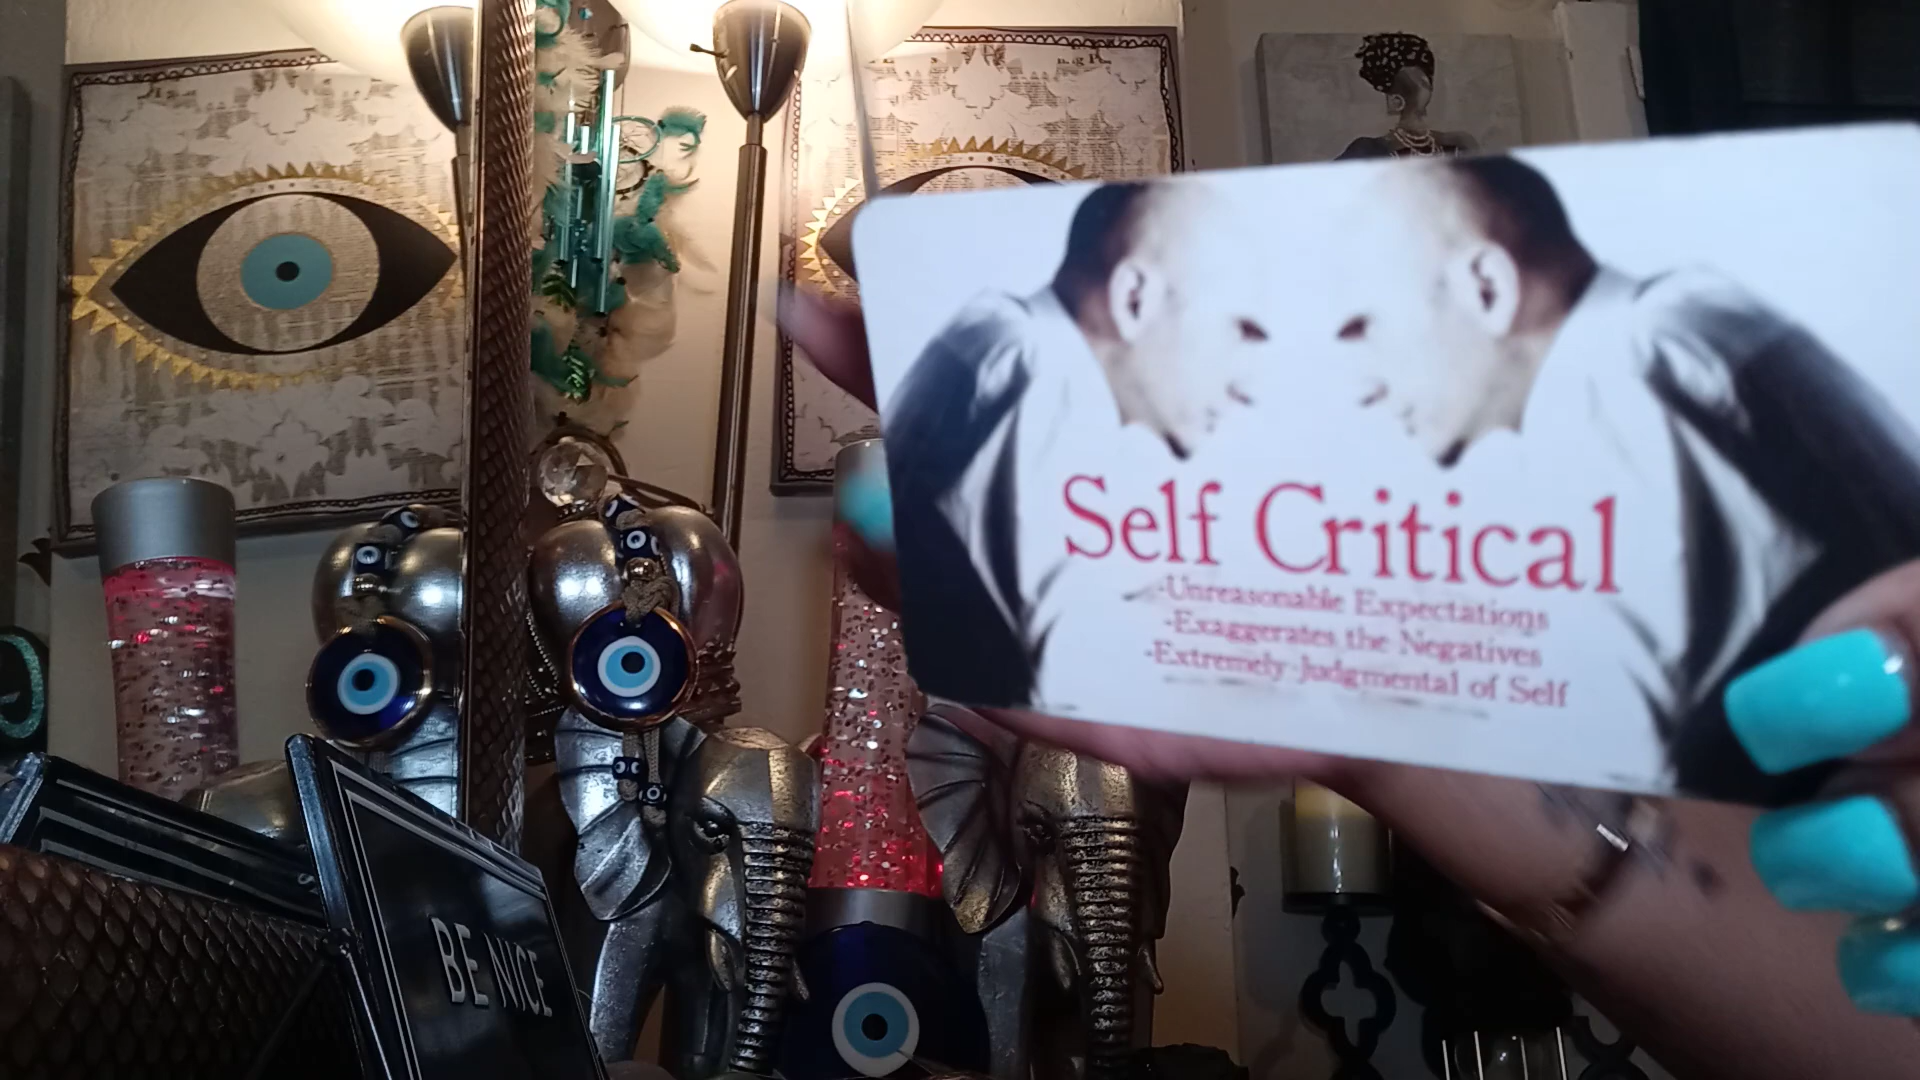 Self Critical
-Unreasonable Expectations
-Exaggerates the Negatives
-Extremely Judgmental of Self
BE NICE